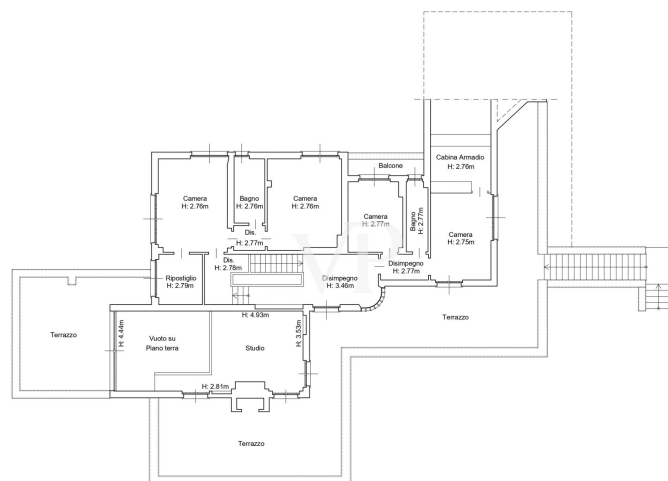 Balcone
Cabina Armadio
H: 2.76m
Camera
H: 2.76m
Bagno
H: 2.76m
Camera
H: 2.76m
Camera
H: 2.77m
Bagno
H: 2.77m
Camera
H: 2.75m
Dis.
H: 2.77m
Dis.
H: 2.78m
Disimpegno
H: 2.77m
Ripostiglio
H: 2.79m
Disimpegno
H: 3.46m
Terrazzo
H: 4.93m
Terrazzo
H: 4.44m
Vuoto su
Piano terra
Studio
H: 3.53m
H: 2.81m
Terrazzo
VP